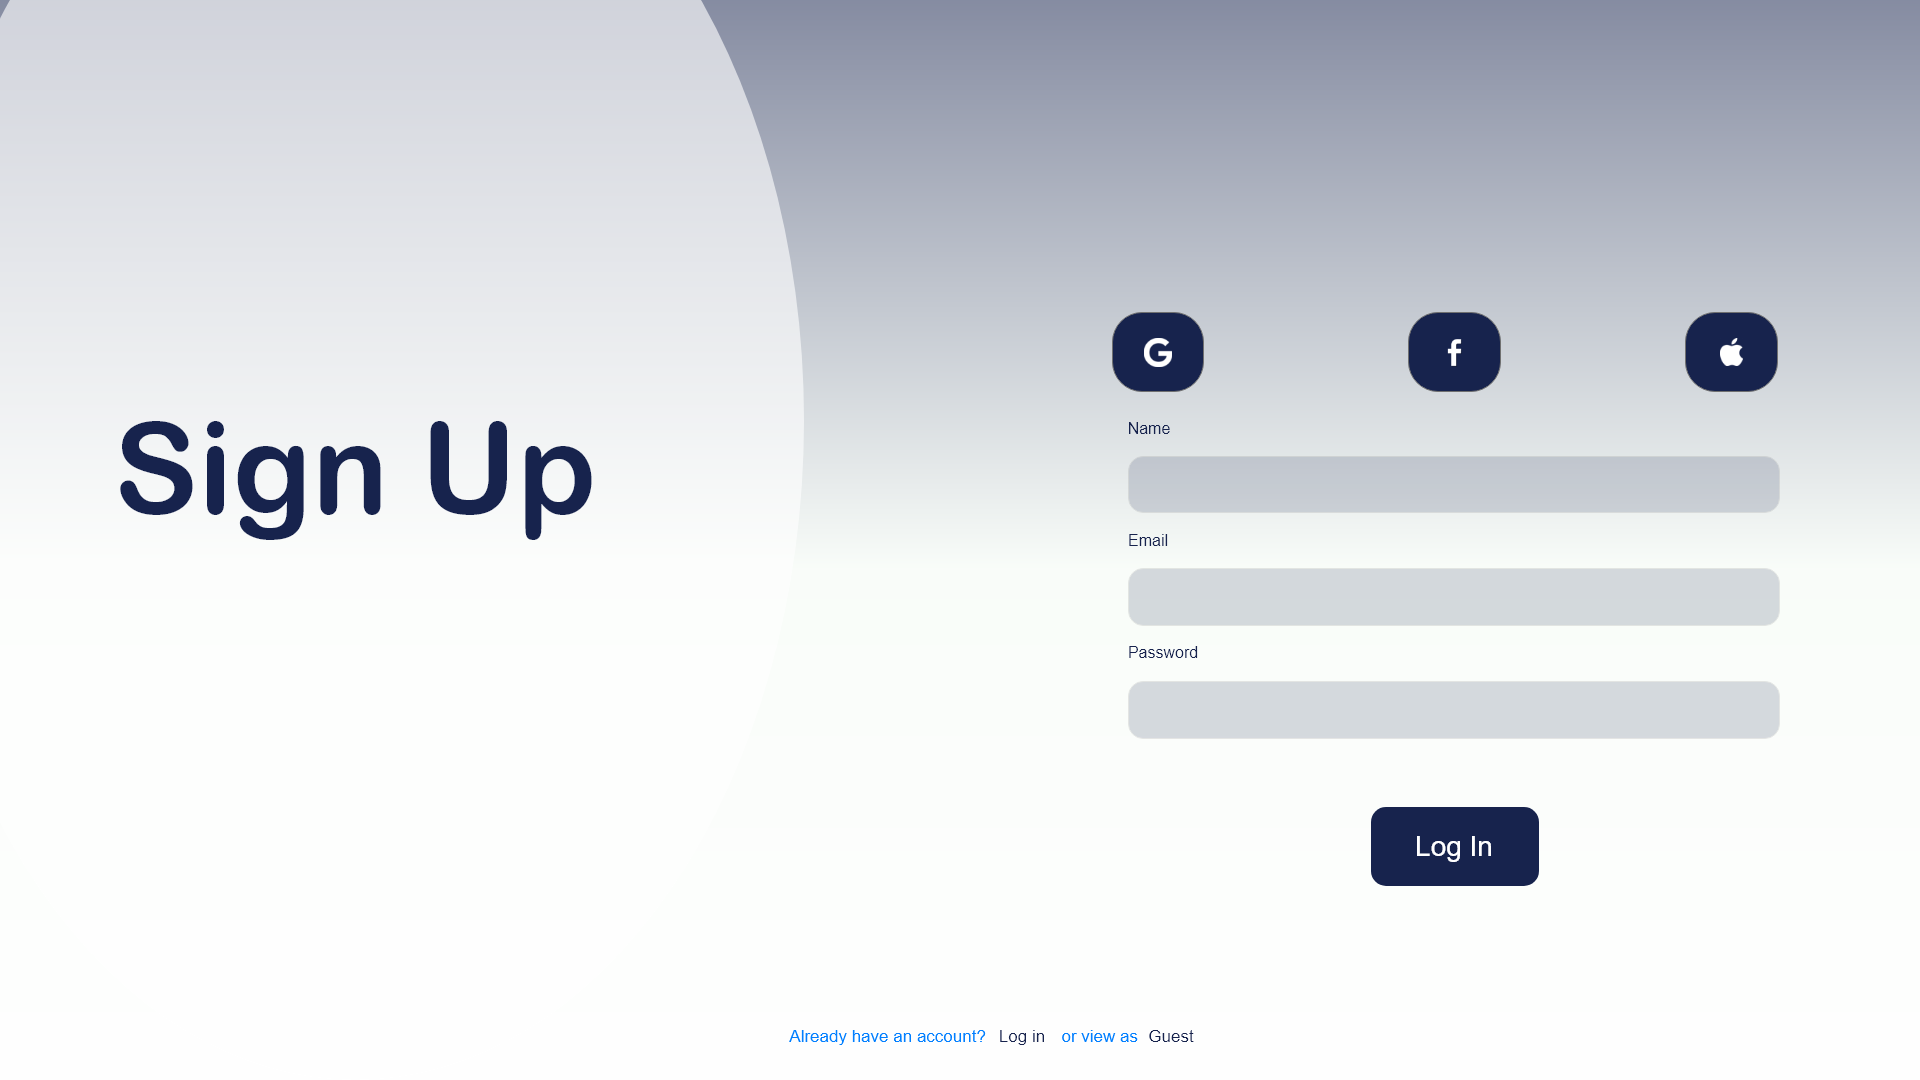 Sign Up
Name
Email
Password
Log In
Already have an account? Log in or view as Guest